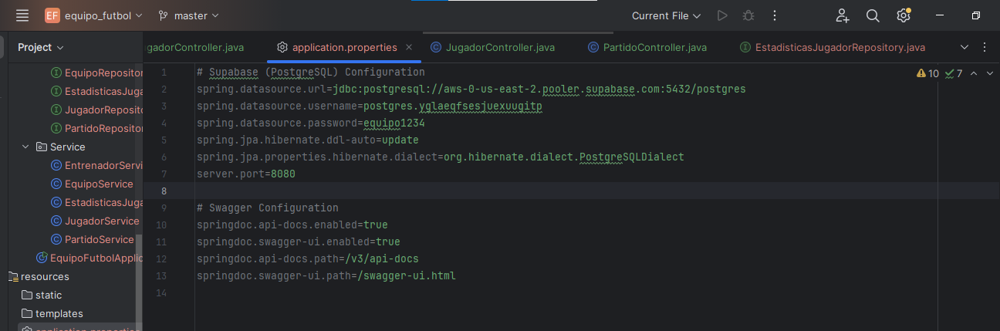 EF equipo_futbol master Current File
Project
gadorController.java application.properties JugadorController.java PartidoController.java EstadisticasJugadorRepository.java
EquipoReposito
EstadisticasJuga
JugadorReposito
PartidoReposito
Service
EntrenadorServi
EquipoService
EstadisticasJuga
JugadorService
PartidoService
EquipoFutbolApplic
resources
static
templates
application.properti
10 7
1 # Supabase (PostgreSQL) Configuration
2 spring.datasource.url=jdbc:postgresql://aws-0-us-east-2.pooler.supabase.com:5432/postgres
3 spring.datasource.username=postgres.yglaeqfsesjuexuugitp
4 spring.datasource.password=equipo1234
5 spring.jpa.hibernate.ddl-auto=update
6 spring.jpa.properties.hibernate.dialect=org.hibernate.dialect.PostgreSQLDialect
7 server.port=8080
8
9 # Swagger Configuration
10 springdoc.api-docs.enabled=true
11 springdoc.swagger-ui.enabled=true
12 springdoc.api-docs.path=/v3/api-docs
13 springdoc.swagger-ui.path=/swagger-ui.html
14